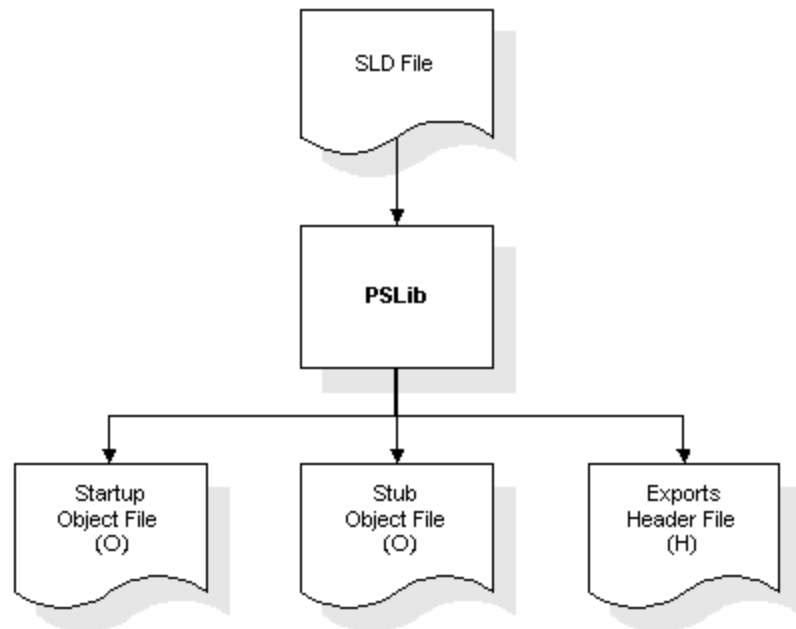 SLD File
PSLib
Startup
Object File
(O)
Stub
Object File
(O)
Exports
Header File
(H)